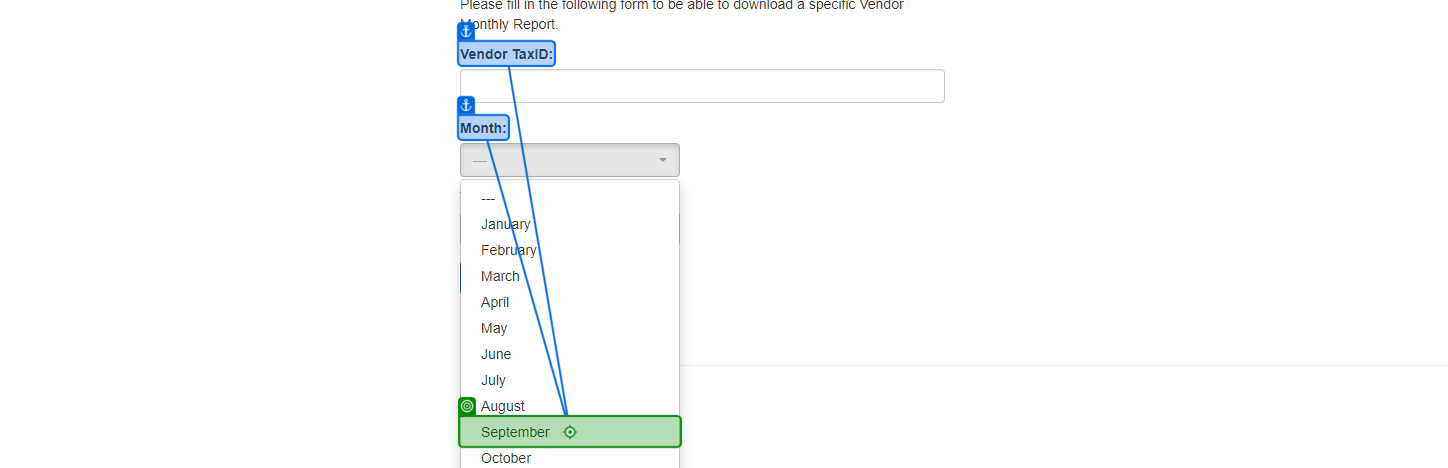 Please fill in the following form to be able to download a specific Vendor
Monthly Report.
Vendor TaxID:
Month:
---
---
January
February
March
April
May
June
July
August
September
October